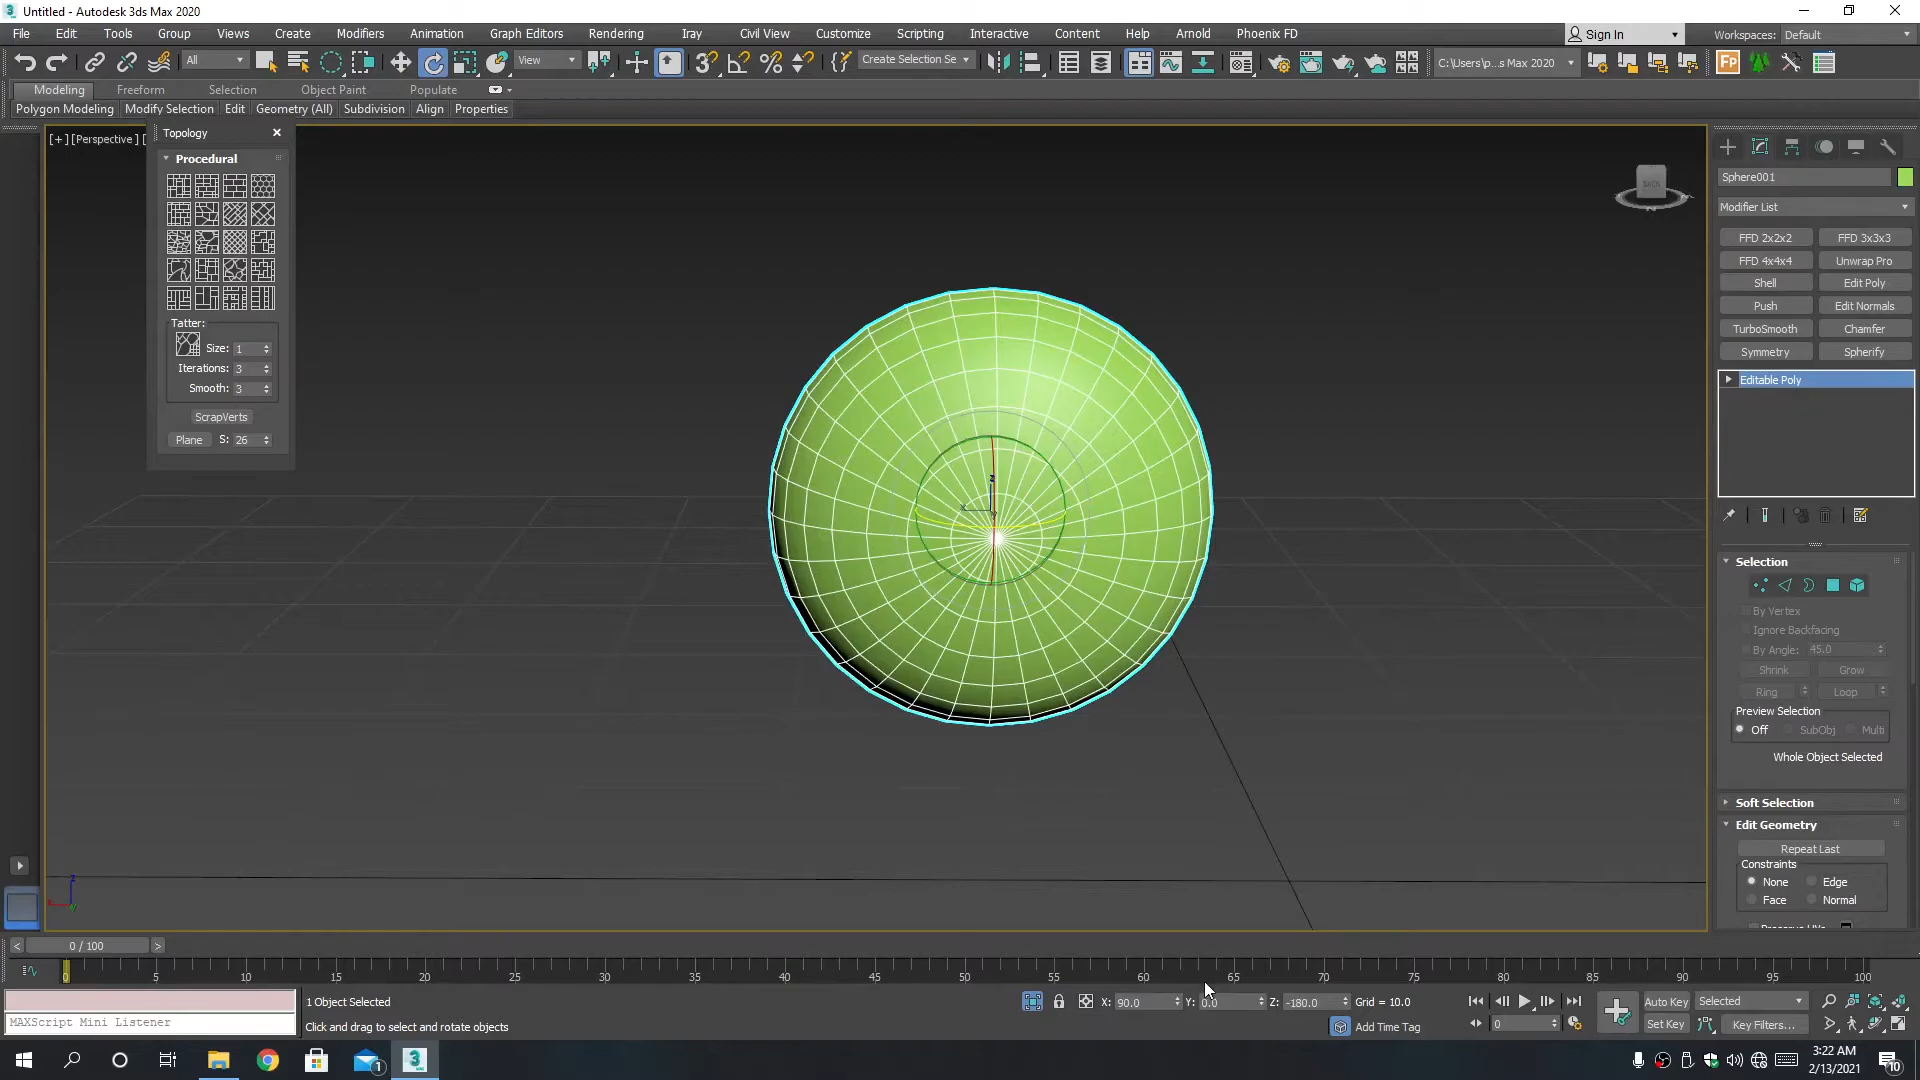 Untitled - Autodesk 3ds Max 2020
File Edit Tools Group Views Create Modifiers Animation Graph Editors Rendering Iray Civil View Customize Scripting Interactive Content Help Arnold Phoenix FD Sign In Workspaces: Default
All View Create Selection Se C:\Users\p...s Max 2020
Modeling Freeform Selection Object Paint Populate
Polygon Modeling Modify Selection Edit Geometry (All) Subdivision Align Properties
Topology
[+] [Perspective] [
Procedural
Sphere001
Modifier List
FFD 2x2x2 FFD 3x3x3
FFD 4x4x4 Unwrap Pro
Shell Edit Poly
Push Edit Normals
TurboSmooth Chamfer
Symmetry Spherify
Editable Poly
Tatter:
Size: 1
Iterations: 3
Smooth: 3
ScrapVerts
Plane S: 26
Selection
By Vertex
Ignore Backfacing
By Angle: 45.0
Shrink Grow
Ring Loop
Preview Selection
Off SubObj Multi
Whole Object Selected
Soft Selection
Edit Geometry
Repeat Last
Constraints
None Edge
Face Normal
z
x
0 / 100
0 5 10 15 20 25 30 35 40 45 50 55 60 65 70 75 80 85 90 95 100
1 Object Selected X: 90.0 Y: 0.0 Z: -180.0 Grid = 10.0 Auto Key Selected
MAXScript Mini Listener Click and drag to select and rotate objects Add Time Tag 0 Set Key Key Filters...
3:22 AM
2/13/2021
1
10